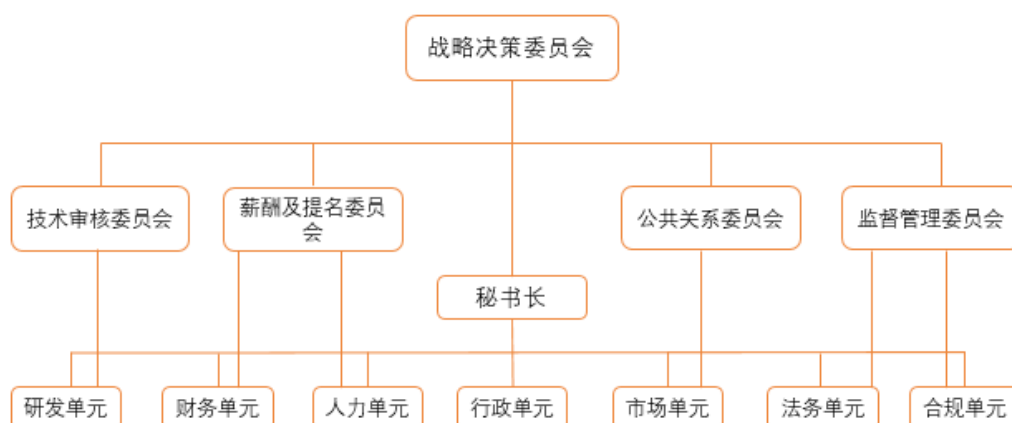 战略决策委员会
技术审核委员会
薪酬及提名委员
会
公共关系委员会
监督管理委员会
秘书长
研发单元
财务单元
人力单元
行政单元
市场单元
法务单元
合规单元